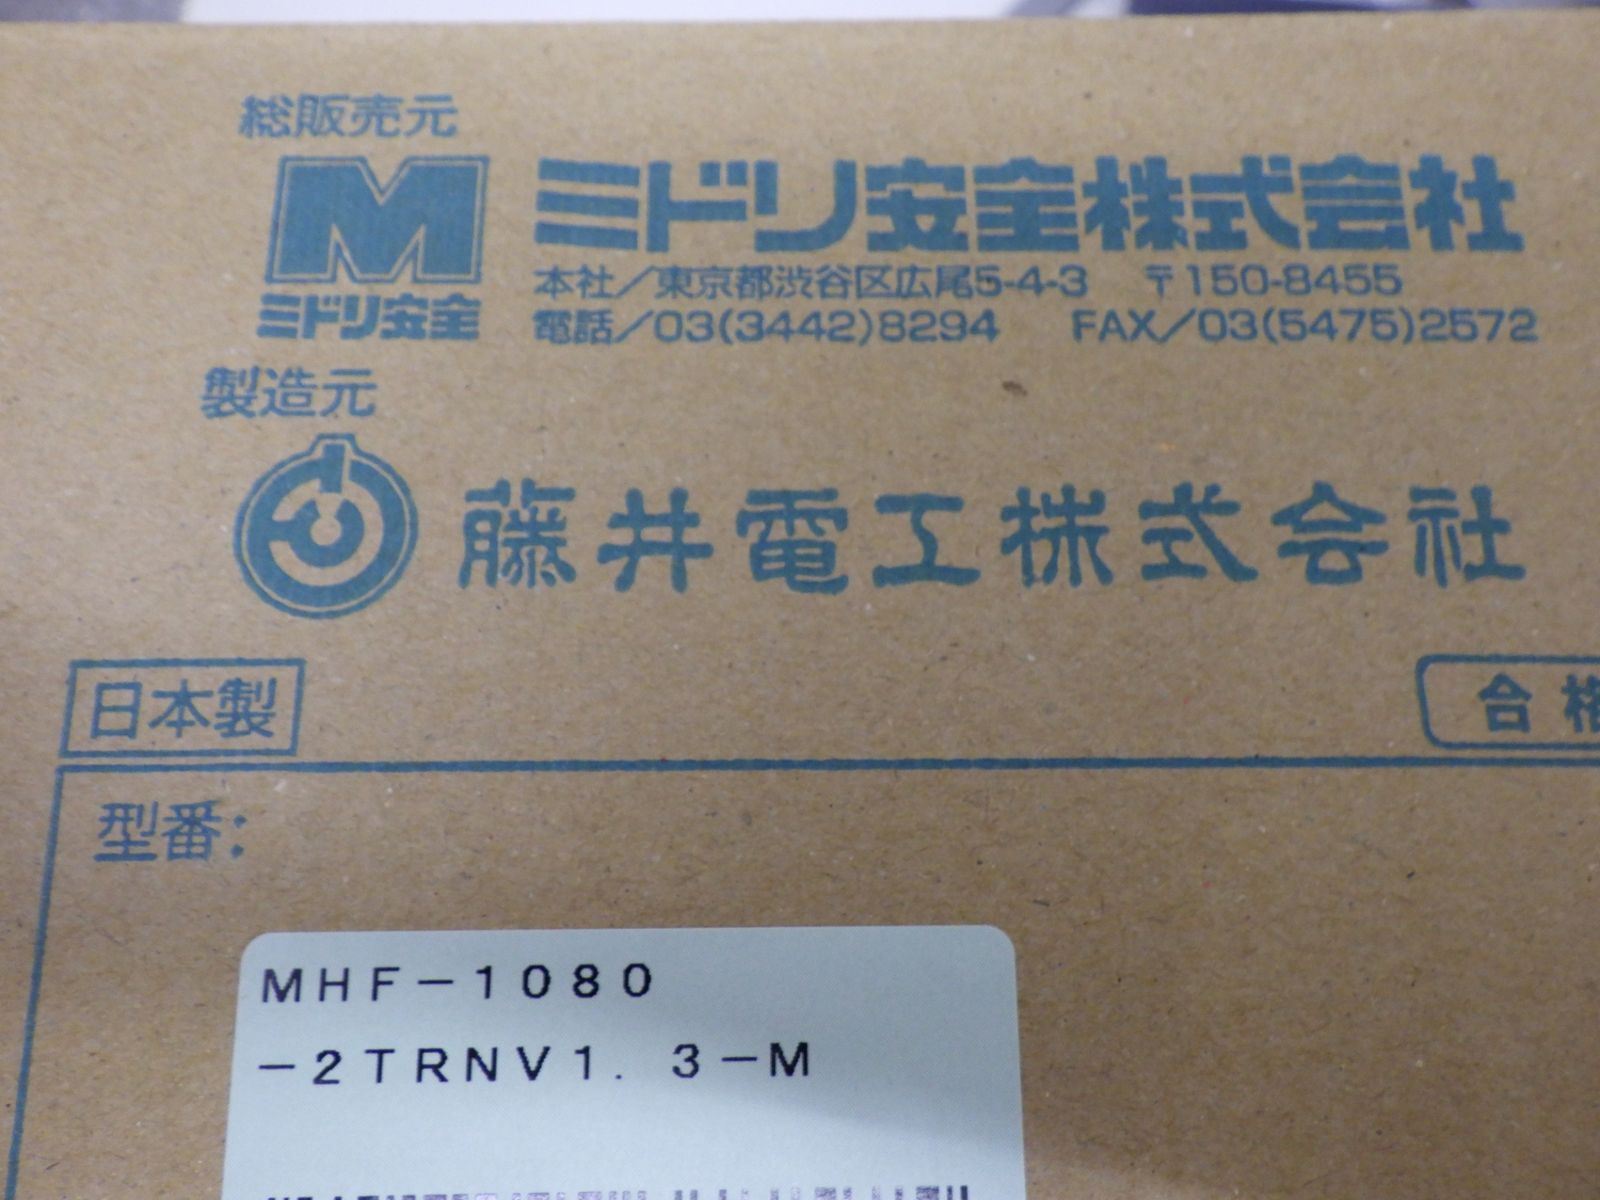 総販売元
M
ミドリ安全
ミドリ安全株式会社
本社/東京都渋谷区広尾5-4-3 〒150-8455
電話/03(3442)8294 FAX/03(5475)2572
製造元
藤井電工株式会社
日本製
合格
型番:
MHF-1080
-2TRNV1.3-M